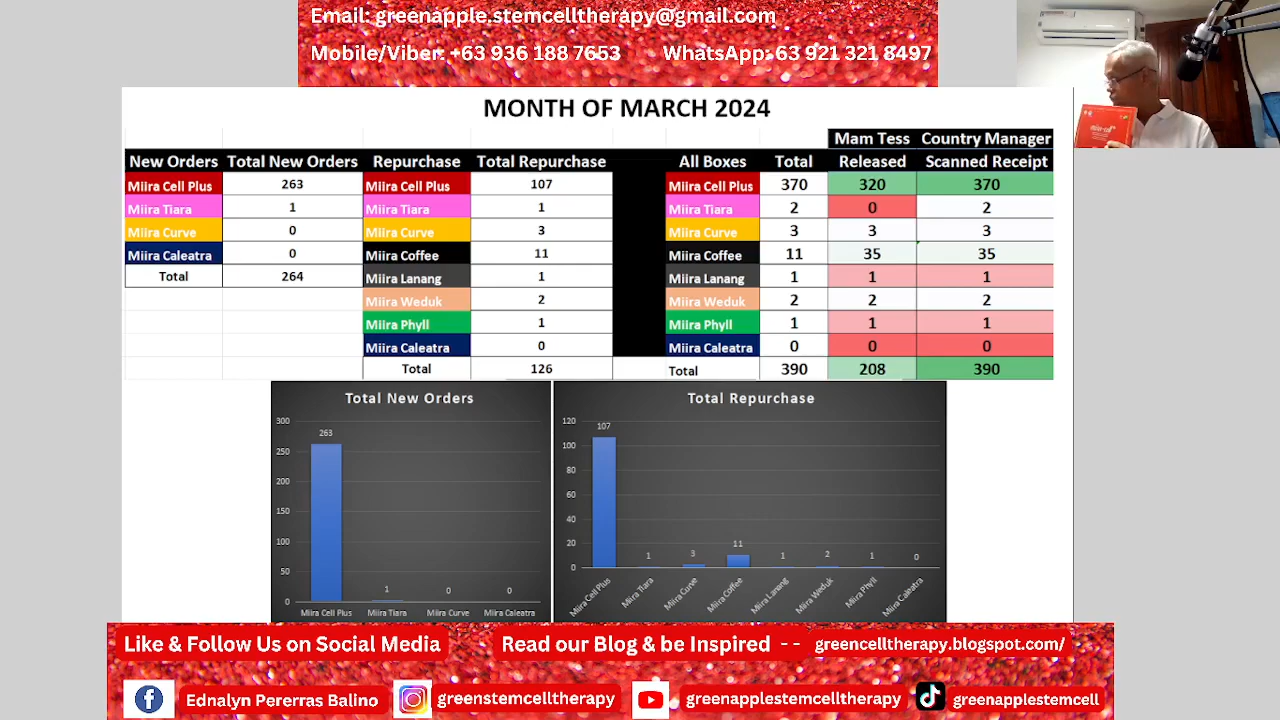 Email: greenapple.stemcelltherapy@gmail.com
Mobile/Viber: +63 936 188 7653 WhatsApp: 63 921 321 8497
MONTH OF MARCH 2024
Mam Tess Country Manager
New Orders Total New Orders Repurchase Total Repurchase All Boxes Total Released Scanned Receipt
Miira Cell Plus 263 Miira Cell Plus 107 Miira Cell Plus 370 320 370
Miira Tiara 1 Miira Tiara 1 Miira Tiara 2 0 2
Miira Curve 0 Miira Curve 3 Miira Curve 3 3 3
Miira Caleatra 0 Miira Coffee 11 Miira Coffee 11 35 35
Total 264 Miira Lanang 1 Miira Lanang 1 1 1
Miira Weduk 2 Miira Weduk 2 2 2
Miira Phyll 1 Miira Phyll 1 1 1
Miira Caleatra 0 Miira Caleatra 0 0 0
Total 126 Total 390 208 390
Total New Orders
300
250
200
150
100
50
0
263
1
0
0
Miira Cell Plus Miira Tiara Miira Curve Miira Caleatra
Total Repurchase
120
100
80
60
40
20
0
107
1
3
11
1
2
1
0
Miira Cell Plus
Miira Tiara
Miira Curve
Miira Coffee
Miira Lanang
Miira Weduk
Miira Phyll
Miira Caleatra
Like & Follow Us on Social Media Read our Blog & be Inspired - - greencelltherapy.blogspot.com/
Ednalyn Pererras Balino greenstemcelltherapy greenapplestemcelltherapy greenapplestemcell